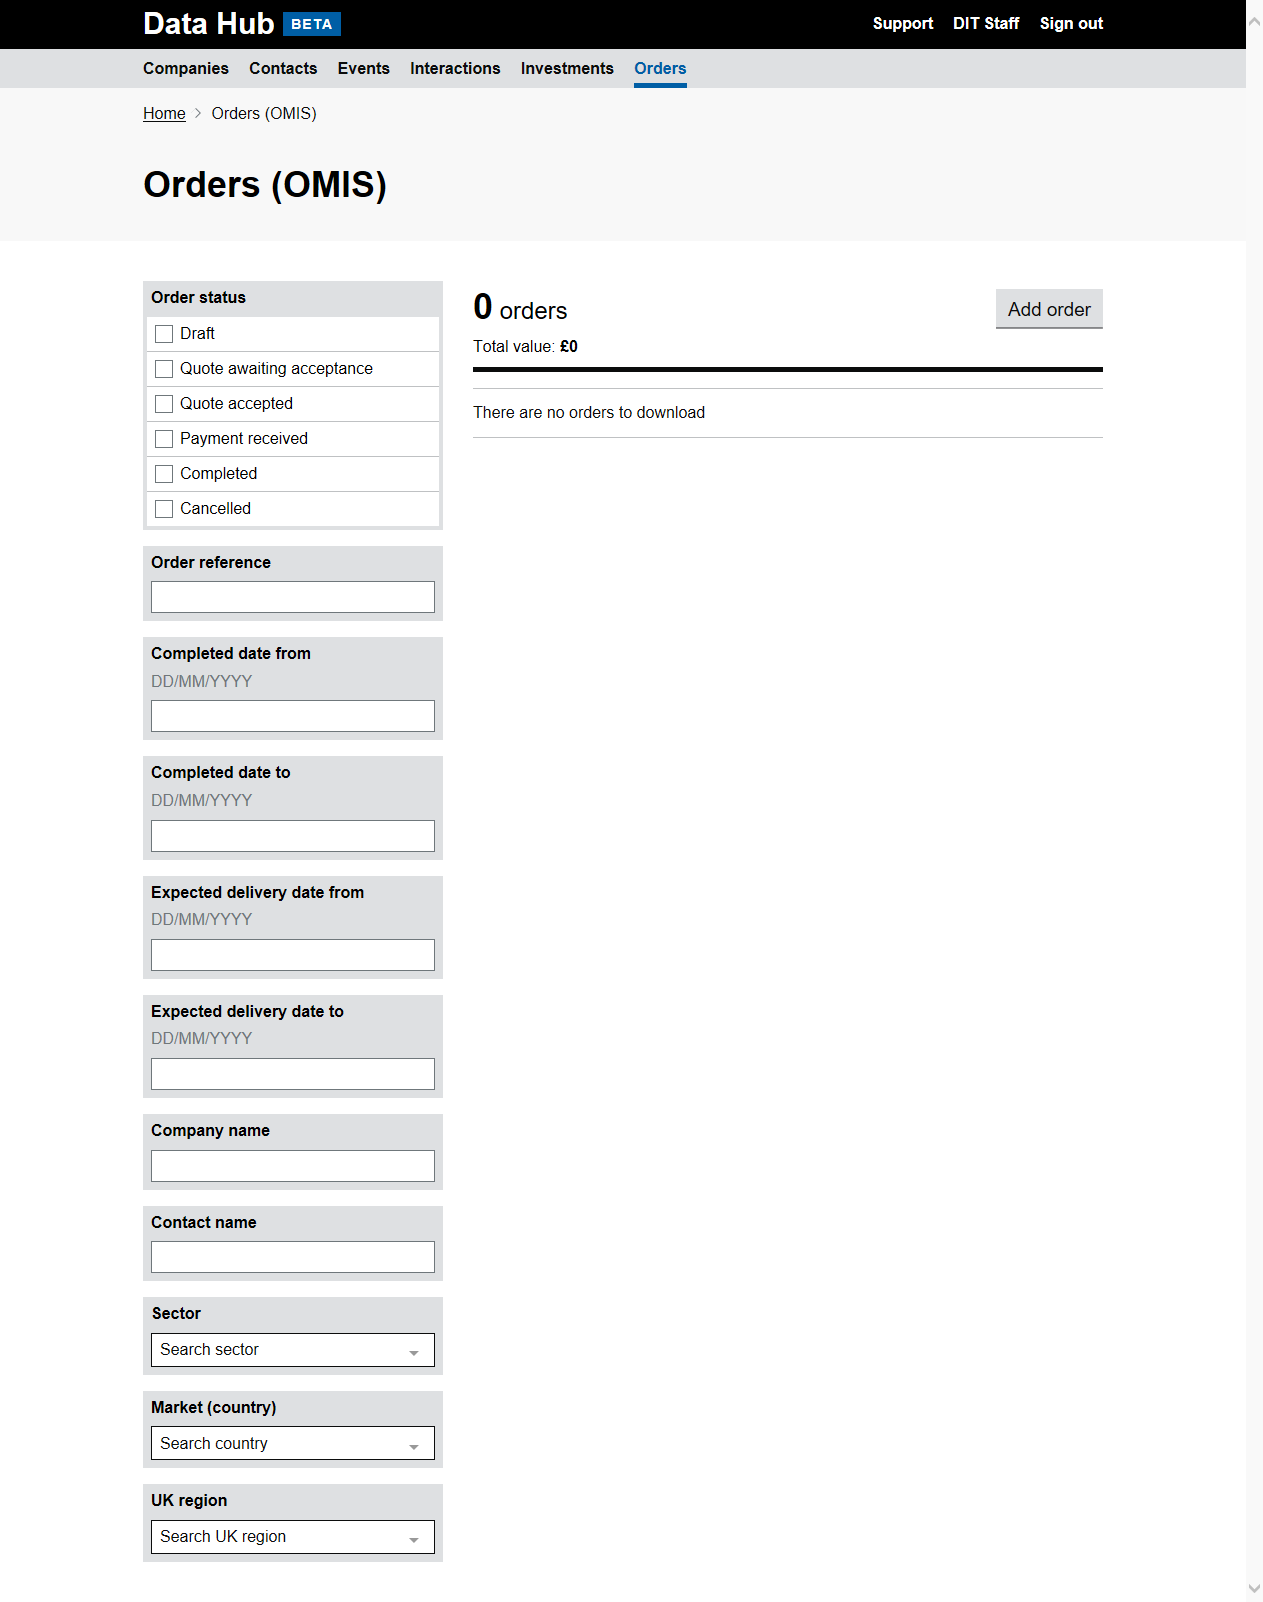 Data Hub BETA
Support DIT Staff Sign out
Companies Contacts Events Interactions Investments Orders
Home Orders (OMIS)
Orders (OMIS)
Order status
Draft
Quote awaiting acceptance
Quote accepted
Payment received
Completed
Cancelled
Order reference
Completed date from
DD/MM/YYYY
Completed date to
DD/MM/YYYY
Expected delivery date from
DD/MM/YYYY
Expected delivery date to
DD/MM/YYYY
Company name
Contact name
Sector
Search sector
Market (country)
Search country
UK region
Search UK region
0 orders
Add order
Total value: £0
There are no orders to download